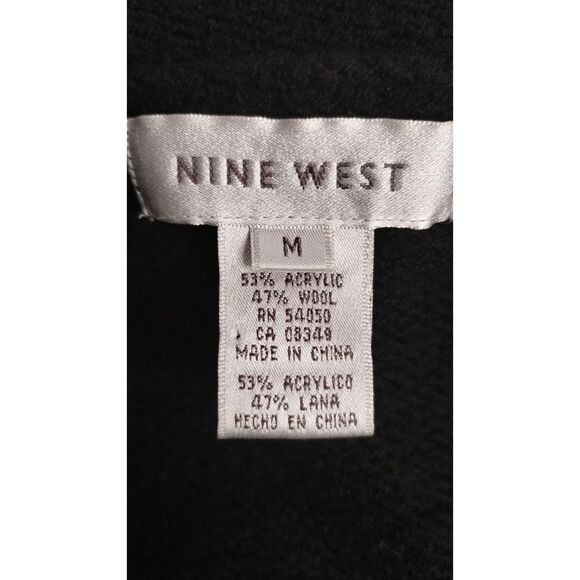 NINE WEST
M
53% ACRYLIC
47% WOOL
RN 54050
CA 08349
MADE IN CHINA
53% ACRYLICO
47% LANA
HECHO EN CHINA